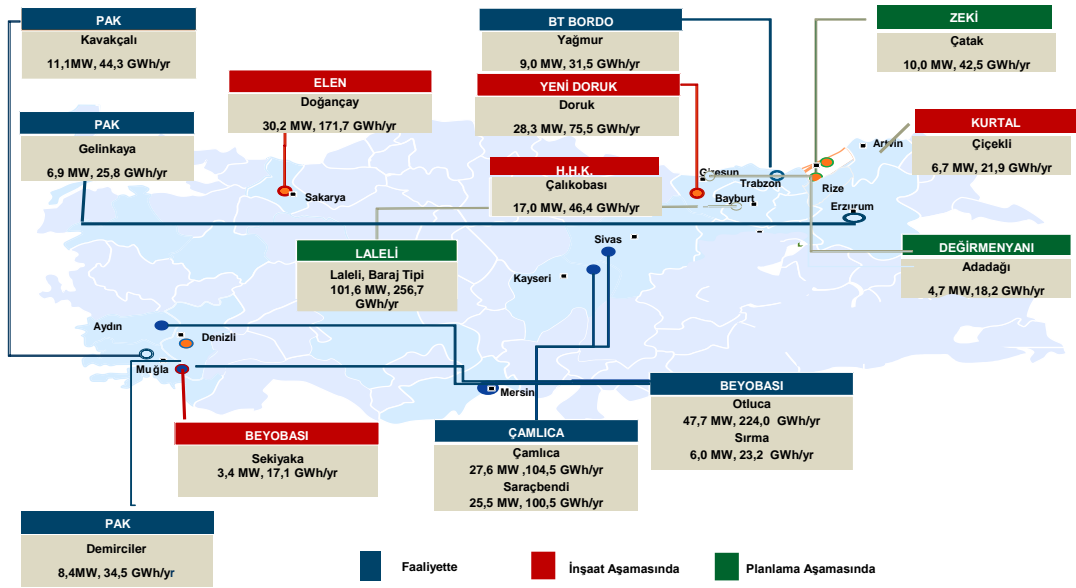 PAK
Kavakçalı
11,1MW, 44,3 GWh/yr
BT BORDO
Yağmur
9,0 MW, 31,5 GWh/yr
ZEKİ
Çatak
10,0 MW, 42,5 GWh/yr
ELEN
Doğançay
30,2 MW, 171,7 GWh/yr
YENİ DORUK
Doruk
28,3 MW, 75,5 GWh/yr
PAK
Gelinkaya
6,9 MW, 25,8 GWh/yr
KURTAL
Çiçekli
6,7 MW, 21,9 GWh/yr
Artvin
H.H.K.
Çalıkobası
17,0 MW, 46,4 GWh/yr
Giresun
Trabzon
Rize
Bayburt
Erzurum
Sakarya
LALELİ
Laleli, Baraj Tipi
101,6 MW, 256,7
GWh/yr
Sivas
Kayseri
DEĞİRMENYANI
Adadağı
4,7 MW,18,2 GWh/yr
Aydın
Denizli
Muğla
Mersin
BEYOBASI
Otluca
47,7 MW, 224,0 GWh/yr
Sırma
6,0 MW, 23,2 GWh/yr
BEYOBASI
Sekiyaka
3,4 MW, 17,1 GWh/yr
ÇAMLICA
Çamlıca
27,6 MW ,104,5 GWh/yr
Saraçbendi
25,5 MW, 100,5 GWh/yr
PAK
Demirciler
8,4MW, 34,5 GWh/yr
Faaliyette
İnşaat Aşamasında
Planlama Aşamasında